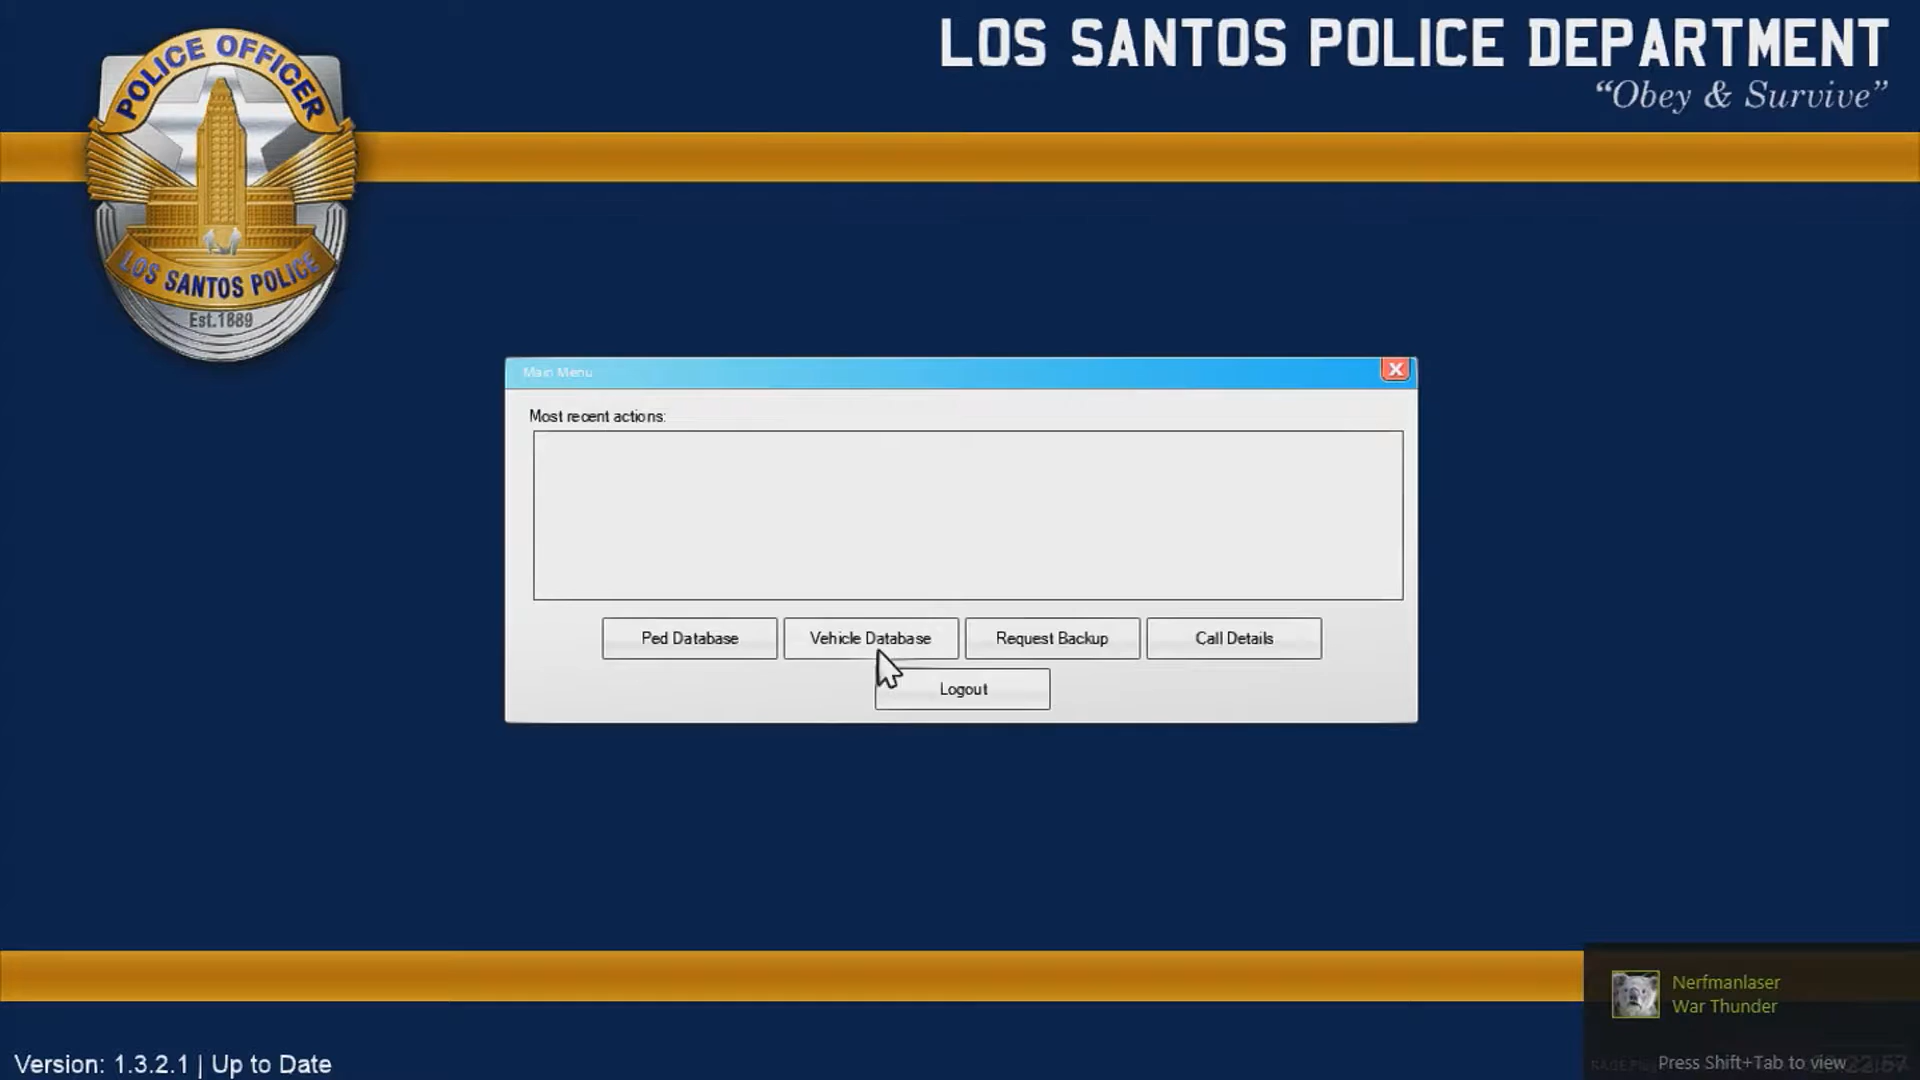 LOS SANTOS POLICE DEPARTMENT
“Obey & Survive”
POLICE OFFICER
LOS SANTOS POLICE
Est.1889
Main Menu
Most recent actions:
Ped Database
Vehicle Database
Request Backup
Call Details
Logout
Nerfmanlaser
War Thunder
Press Shift+Tab to view
Version: 1.3.2.1 | Up to Date